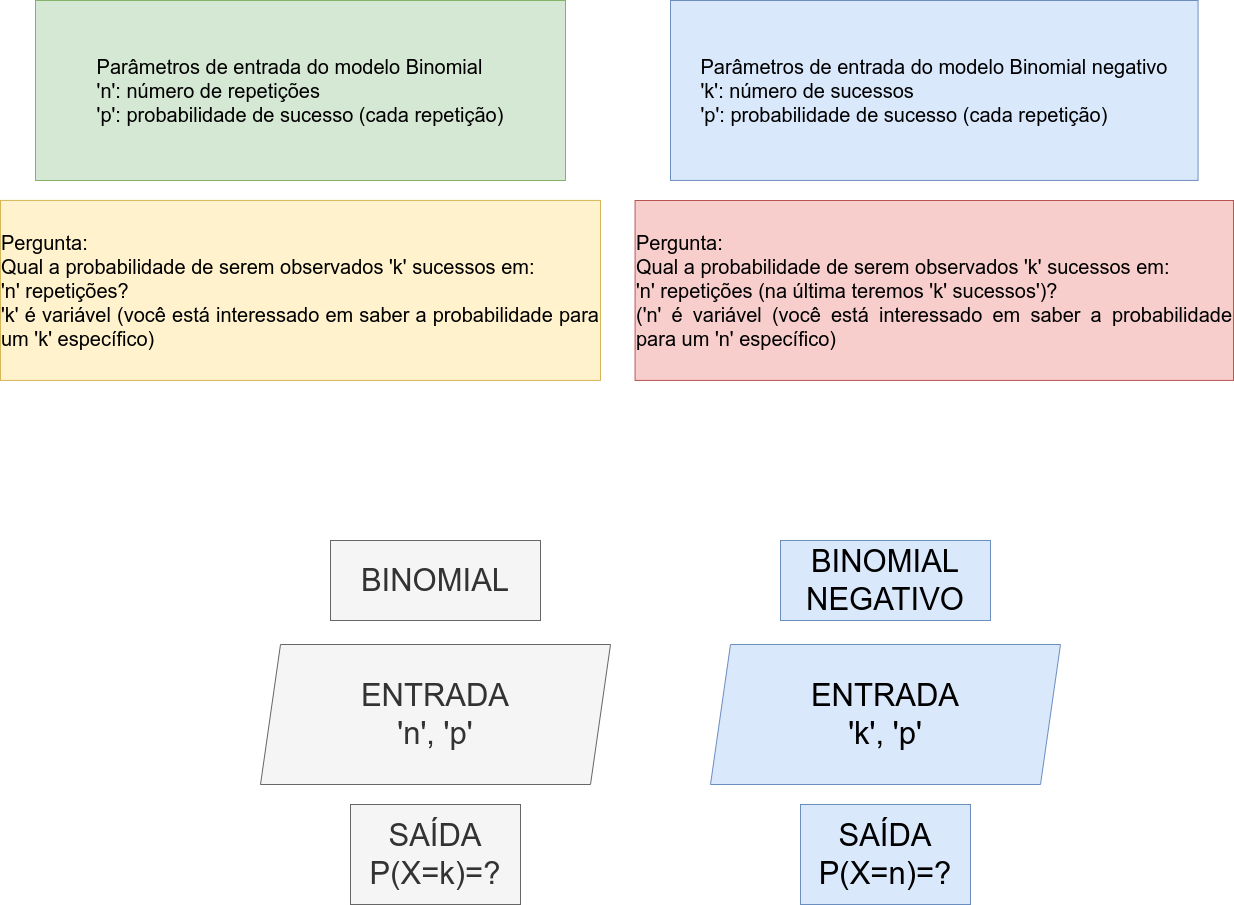 Parâmetros de entrada do modelo Binomial
'n': número de repetições
'p': probabilidade de sucesso (cada repetição)
Parâmetros de entrada do modelo Binomial negativo
'k': número de sucessos
'p': probabilidade de sucesso (cada repetição)
Pergunta:
Qual a probabilidade de serem observados 'k' sucessos em:
'n' repetições?
'k' é variável (você está interessado em saber a probabilidade para
um 'k' específico)
Pergunta:
Qual a probabilidade de serem observados 'k' sucessos em:
'n' repetições (na última teremos 'k' sucessos')?
('n' é variável (você está interessado em saber a probabilidade
para um 'n' específico)
BINOMIAL
ENTRADA
'n', 'p'
SAÍDA
P(X=k)=?
BINOMIAL
NEGATIVO
ENTRADA
'k', 'p'
SAÍDA
P(X=n)=?